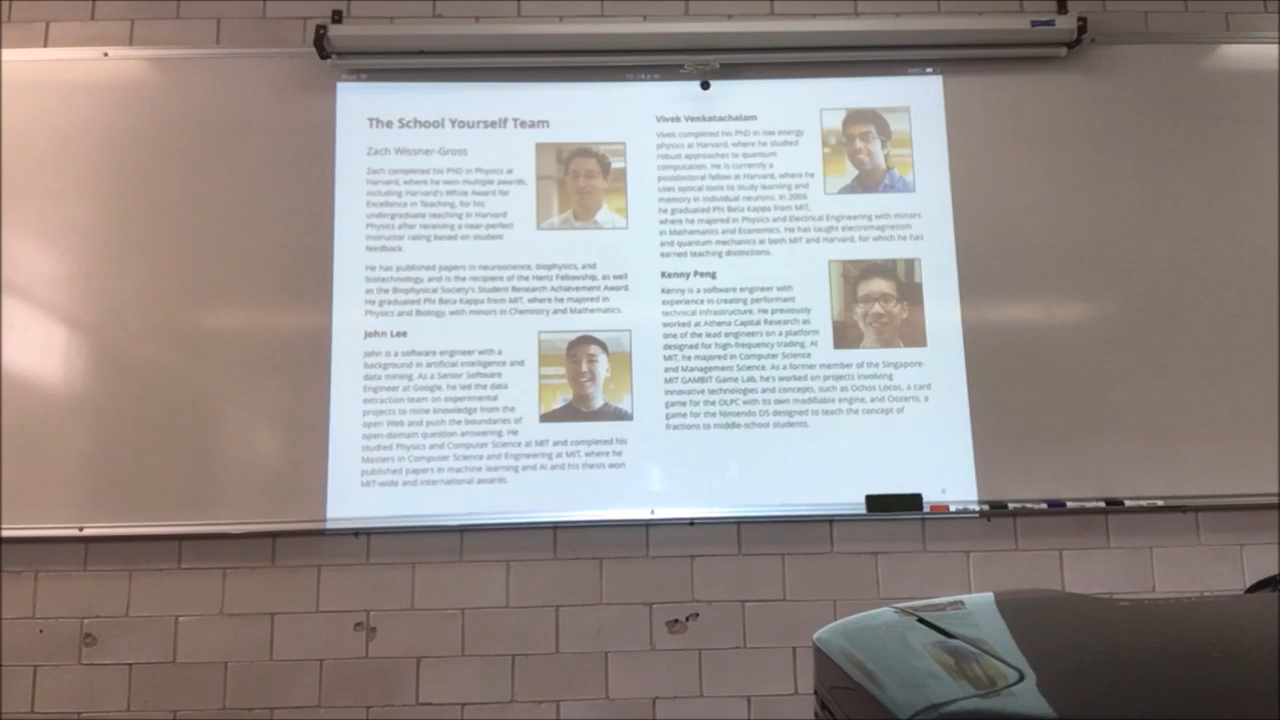 The School Yourself Team
Zach Wissner-Gross
Zach completed his PhD in Physics at
Harvard, where he won multiple awards,
including Harvard's White Award for
Excellence in Teaching, for his
undergraduate teaching in Harvard
Physics after receiving a near-perfect
instructor rating based on student
feedback.
He has published papers in neuroscience, biophysics, and
biotechnology, and is the recipient of the Hertz Fellowship, as well
as the Biophysical Society's Student Research Achievement Award.
He graduated Phi Beta Kappa from MIT, where he majored in
Physics and Biology, with minors in Chemistry and Mathematics.
John Lee
John is a software engineer with a
background in artificial intelligence and
data mining. As a Senior Software
Engineer at Google, he led the data
extraction team on experimental
projects to mine knowledge from the
open Web and push the boundaries of
open-domain question answering. He
studied Physics and Computer Science at MIT and completed his
Masters in Computer Science and Engineering at MIT, where he
published papers in machine learning and AI and his thesis won
MIT-wide and international awards.
Vivek Venkatachalam
Vivek completed his PhD in low energy
physics at Harvard, where he studied
robust approaches to quantum
computation. He is currently a
postdoctoral fellow at Harvard, where he
uses optical tools to study learning and
memory in individual neurons. In 2006
he graduated Phi Beta Kappa from MIT,
where he majored in Physics and Electrical Engineering with minors
in Mathematics and Economics. He has taught electromagnetism
and quantum mechanics at both MIT and Harvard, for which he has
earned teaching distinctions.
Kenny Peng
Kenny is a software engineer with
experience in creating performant
technical infrastructure. He previously
worked at Athena Capital Research as
one of the lead engineers on a platform
designed for high-frequency trading. At
MIT, he majored in Computer Science
and Management Science. As a former member of the Singapore-
MIT GAMBIT Game Lab, he's worked on projects involving
innovative technologies and concepts, such as Ochos Locos, a card
game for the OLPC with its own modifiable engine, and Oozerts, a
game for the Nintendo DS designed to teach the concept of
fractions to middle-school students.